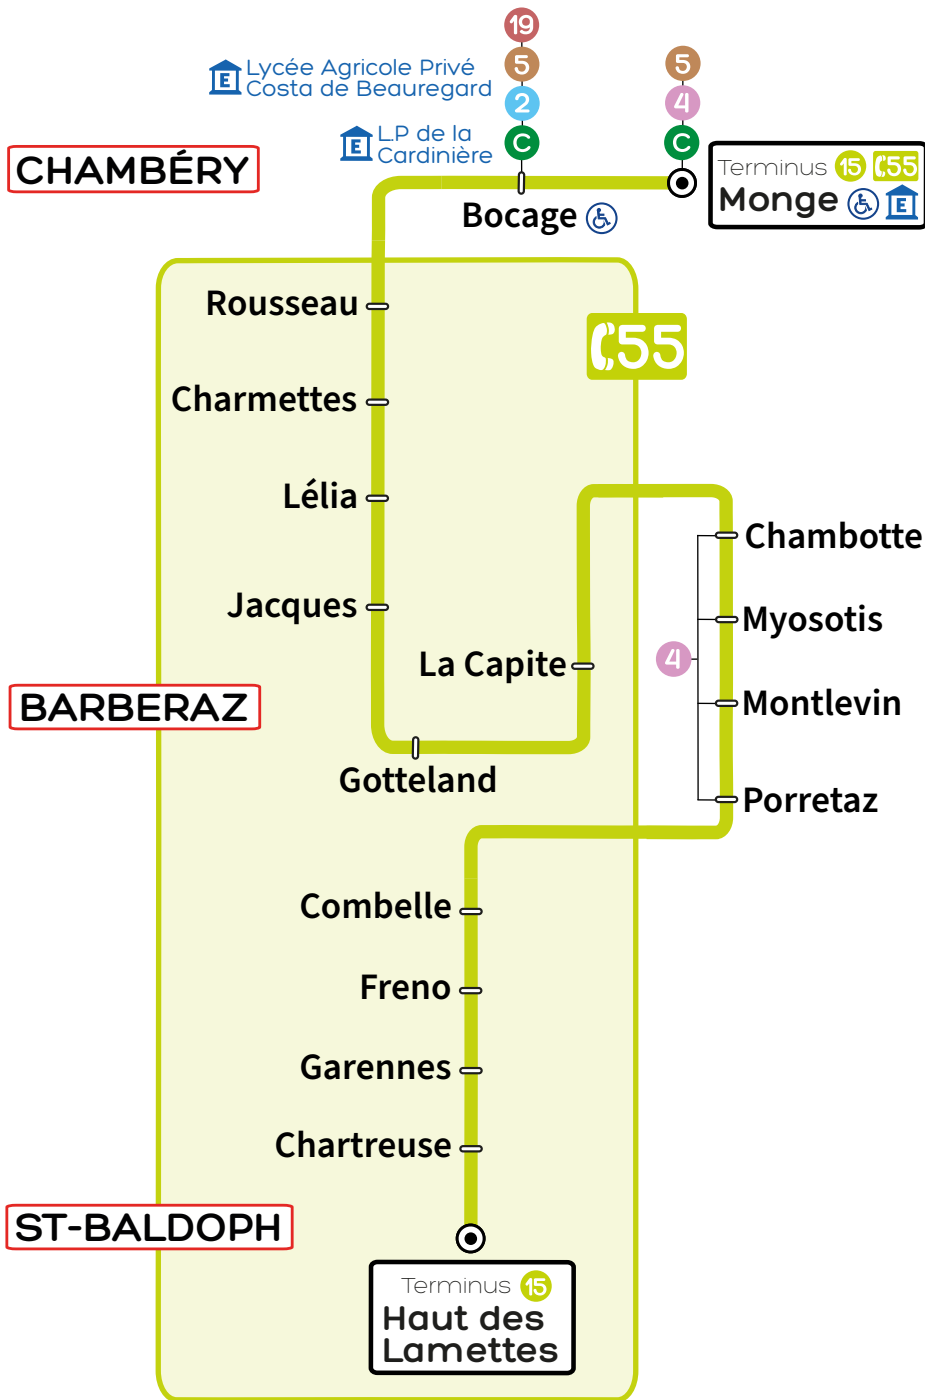 19
5
2
C
5
4
C
Lycée Agricole Privé
Costa de Beauregard
E
L.P de la
Cardinière
E
CHAMBÉRY
Terminus 15 55
Monge E
Bocage
Rousseau
55
Charmettes
Lélia
Chambotte
Jacques
Myosotis
La Capite
4
BARBERAZ
Montlevin
Gotteland
Porretaz
Combelle
Freno
Garennes
Chartreuse
ST-BALDOPH
Terminus 15
Haut des
Lamettes